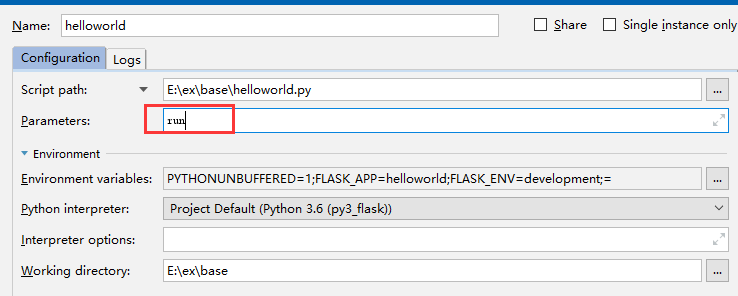 Name: helloworld Share Single instance only
Configuration Logs
Script path: E:\ex\base\helloworld.py ...
Parameters: run
Environment
Environment variables: PYTHONUNBUFFERED=1;FLASK_APP=helloworld;FLASK_ENV=development;= ...
Python interpreter: Project Default (Python 3.6 (py3_flask))
Interpreter options:
Working directory: E:\ex\base ...